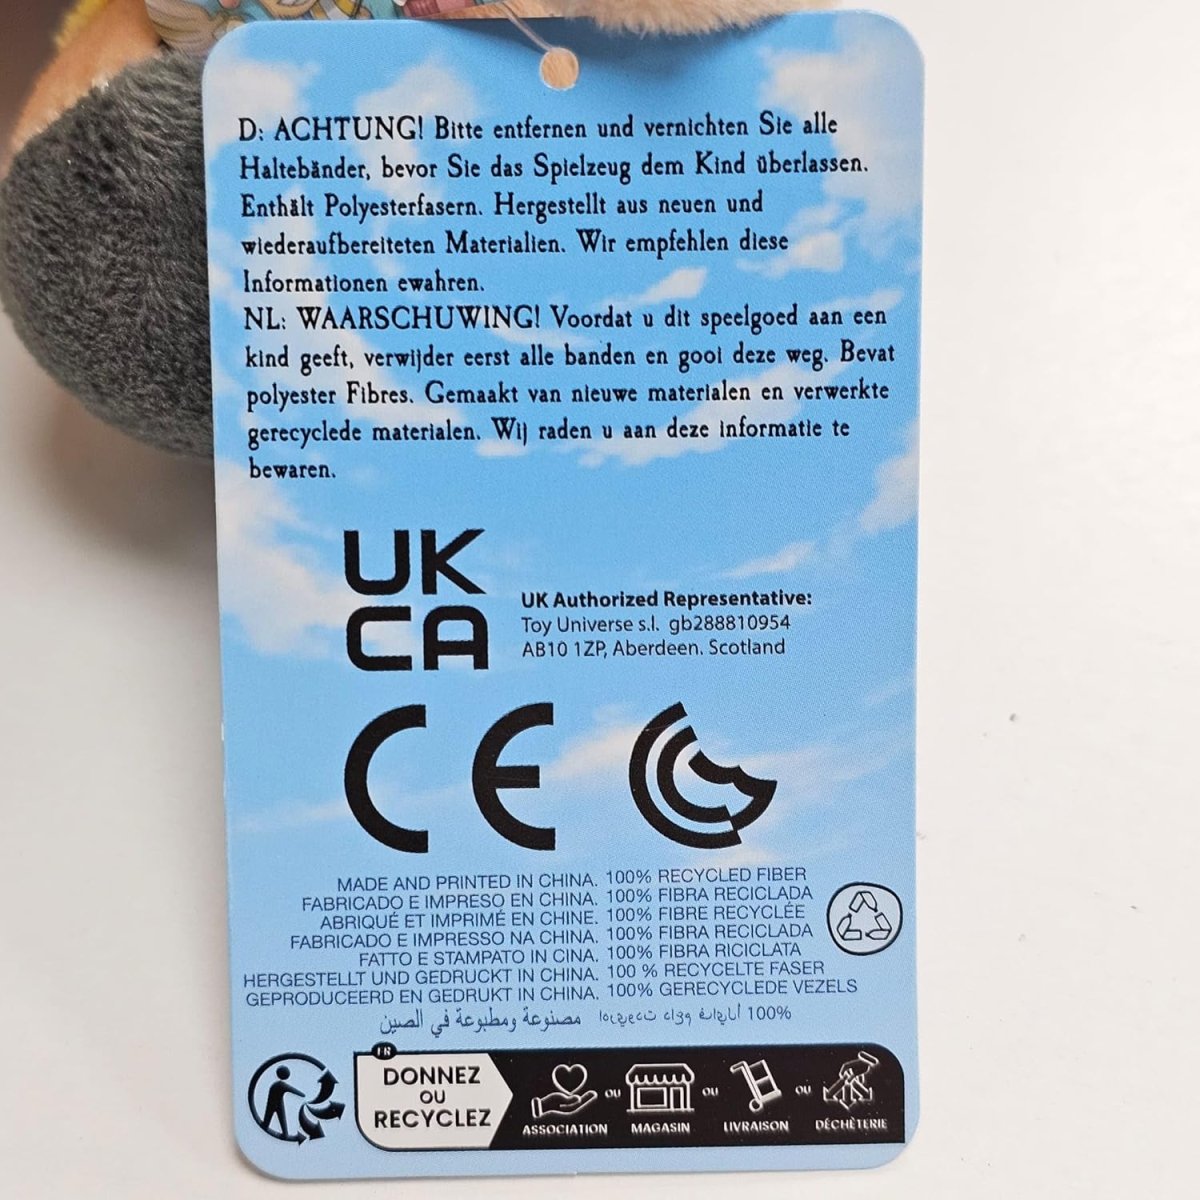 D: ACHTUNG! Bitte entfernen und vernichten Sie alle
Haltebänder, bevor Sie das Spielzeug dem Kind überlassen.
Enthält Polyesterfasern. Hergestellt aus neuen und
wiederaufbereiteten Materialien. Wir empfehlen diese
Informationen ewahren.
NL: WAARSCHUWING! Voordat u dit speelgoed aan een
kind geeft, verwijder eerst alle banden en gooi deze weg. Bevat
polyester Fibres. Gemaakt van nieuwe materialen en verwerkte
gerecyclede materialen. Wij raden u aan deze informatie te
bewaren.
UK
CA
UK Authorized Representative:
Toy Universe s.l. gb288810954
AB10 1ZP, Aberdeen. Scotland
CE
MADE AND PRINTED IN CHINA. 100% RECYCLED FIBER
FABRICADO E IMPRESO EN CHINA. 100% FIBRA RECICLADA
ABRIQUÉ ET IMPRIMÉ EN CHINE. 100% FIBRE RECYCLÉE
FABRICADO E IMPRESSO NA CHINA. 100% FIBRA RECICLADA
FATTO E STAMPATO IN CINA. 100% FIBRA RICICLATA
HERGESTELLT UND GEDRUCKT IN CHINA. 100 % RECYCELTE FASER
GEPRODUCEERD EN GEDRUKT IN CHINA. 100% GERECYCLEDE VEZELS
مصنوعة ومطبوعة في الصين 100%
FR
DONNEZ
OU
RECYCLEZ
ASSOCIATION OU MAGASIN OU LIVRAISON OU DÉCHÈTERIE